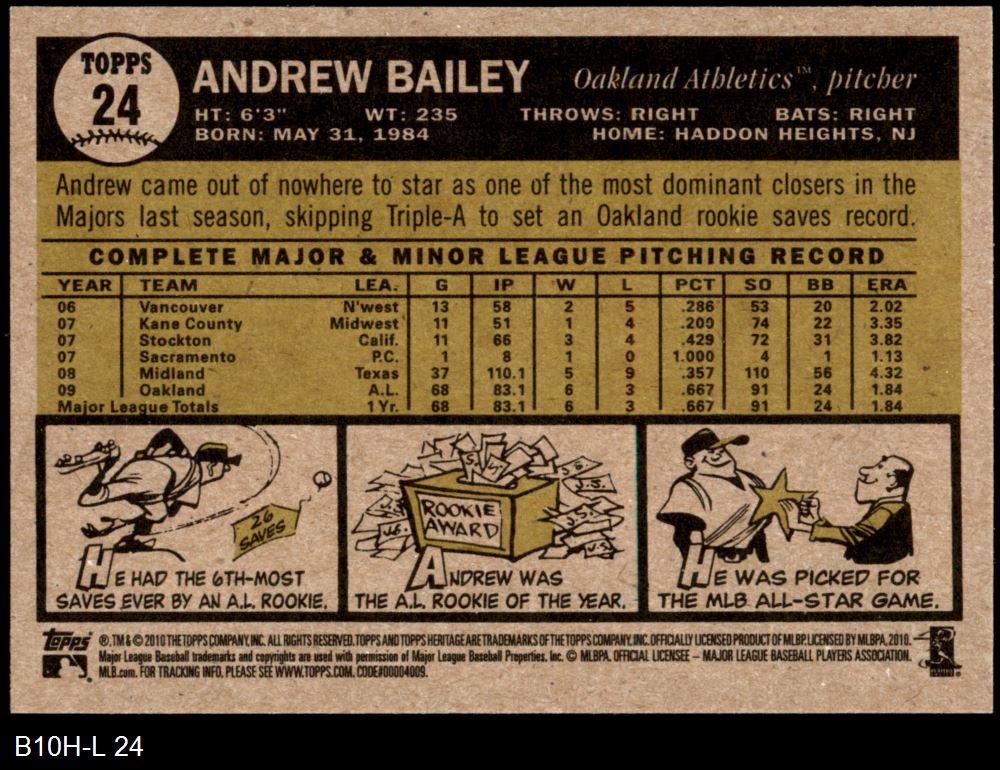 TOPPS
24
ANDREW BAILEY Oakland Athletics™, pitcher
HT: 6'3" WT: 235 THROWS: RIGHT BATS: RIGHT
BORN: MAY 31, 1984 HOME: HADDON HEIGHTS, NJ
Andrew came out of nowhere to star as one of the most dominant closers in the
Majors last season, skipping Triple-A to set an Oakland rookie saves record.
COMPLETE MAJOR & MINOR LEAGUE PITCHING RECORD
YEAR TEAM LEA. G IP W L PCT SO BB ERA
06 Vancouver N'west 13 58 2 5 .286 53 20 2.02
07 Kane County Midwest 11 51 1 4 .200 74 22 3.35
07 Stockton Calif. 11 66 3 4 .429 72 31 3.82
07 Sacramento P.C. 1 8 1 0 1.000 4 1 1.13
08 Midland Texas 37 110.1 5 9 .357 110 56 4.32
09 Oakland A.L. 68 83.1 6 3 .667 91 24 1.84
Major League Totals 1 Yr. 68 83.1 6 3 .667 91 24 1.84
26
SAVES
HE HAD THE 6TH-MOST
SAVES EVER BY AN A.L. ROOKIE.
ROOKIE
AWARD
ANDREW WAS
THE A.L. ROOKIE OF THE YEAR.
HE WAS PICKED FOR
THE MLB ALL-STAR GAME.
Topps ®, TM & © 2010 THE TOPPS COMPANY, INC. ALL RIGHTS RESERVED. TOPPS AND TOPPS HERITAGE ARE TRADEMARKS OF THE TOPPS COMPANY, INC. OFFICIALLY LICENSED PRODUCT OF MLBP. LICENSED BY MLBPA, 2010.
Major League Baseball trademarks and copyrights are used with permission of Major League Baseball Properties, Inc. © MLBPA. OFFICIAL LICENSEE – MAJOR LEAGUE BASEBALL PLAYERS ASSOCIATION.
MLB.com. FOR TRACKING INFO, PLEASE SEE WWW.TOPPS.COM. CODE#00004009.
B10H-L 24